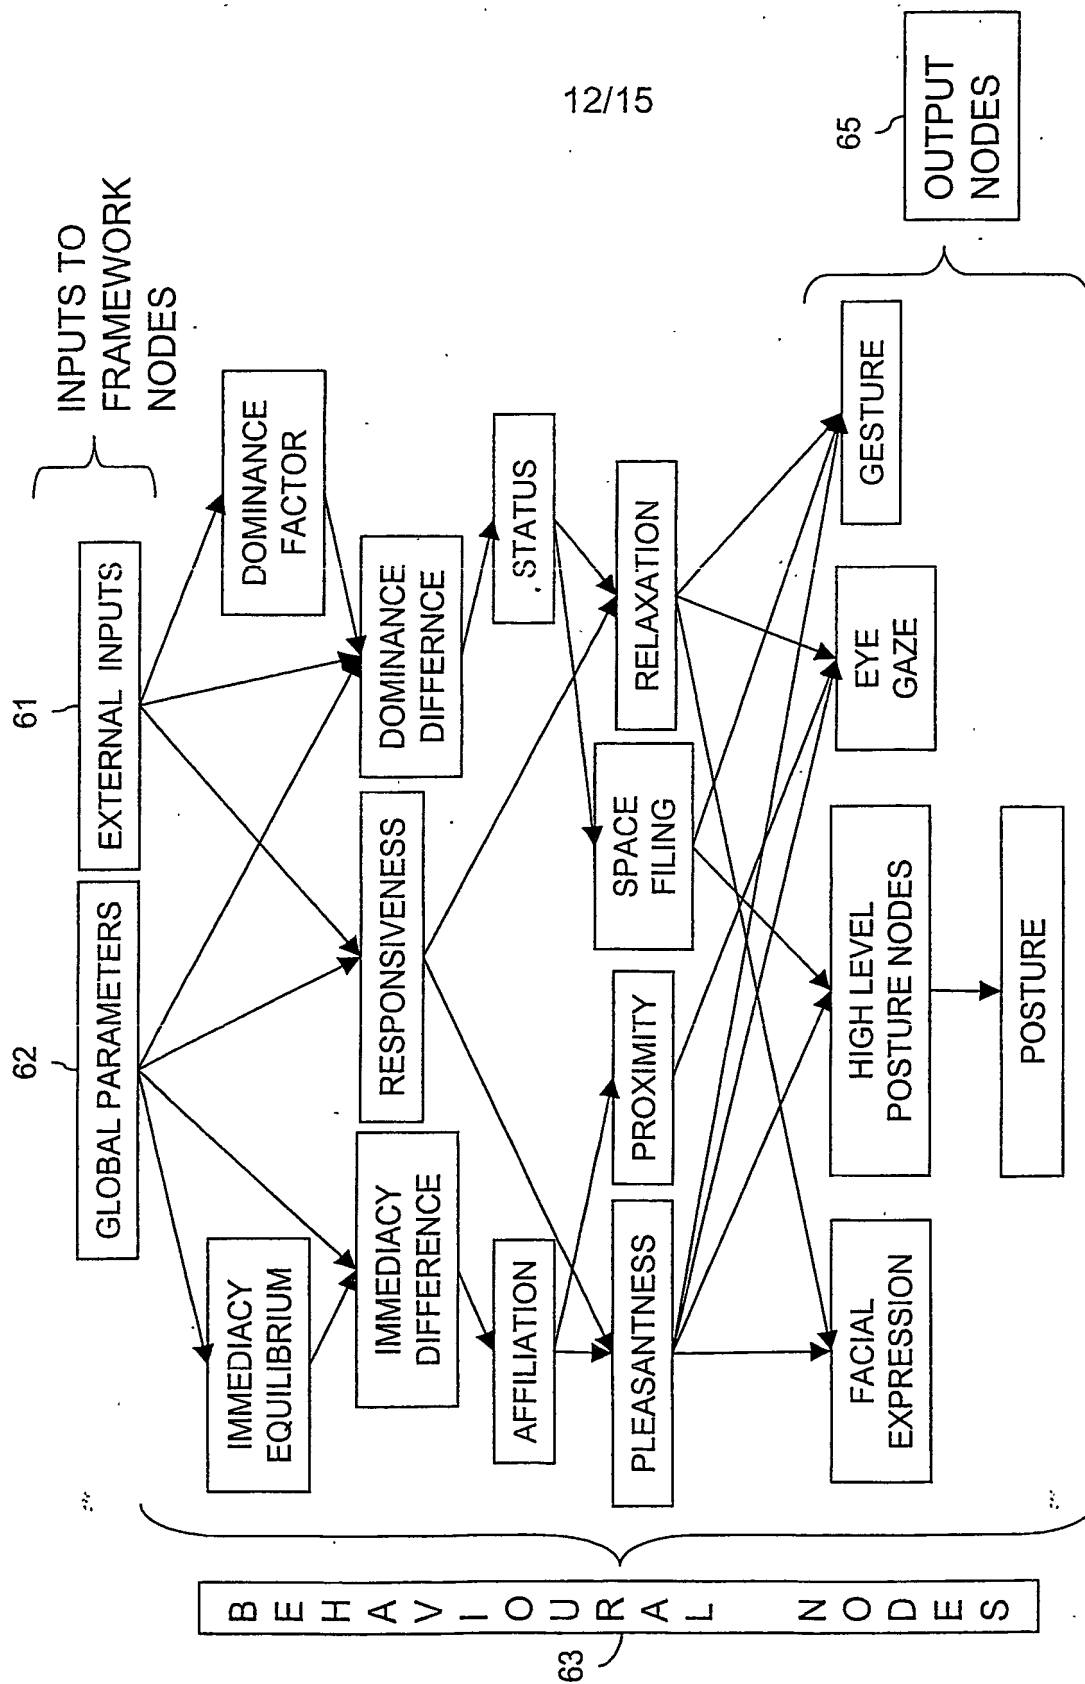 12/15
INPUTS TO
FRAMEWORK
NODES
62
61
GLOBAL PARAMETERS
EXTERNAL INPUTS
IMMEDIACY
EQUILIBRIUM
DOMINANCE
FACTOR
IMMEDIACY
DIFFERENCE
RESPONSIVENESS
DOMINANCE
DIFFERNCE
AFFILIATION
STATUS
PLEASANTNESS
PROXIMITY
SPACE
FILING
RELAXATION
FACIAL
EXPRESSION
HIGH LEVEL
POSTURE NODES
EYE
GAZE
GESTURE
POSTURE
65
OUTPUT
NODES
BEHAVIOURAL NODES
63